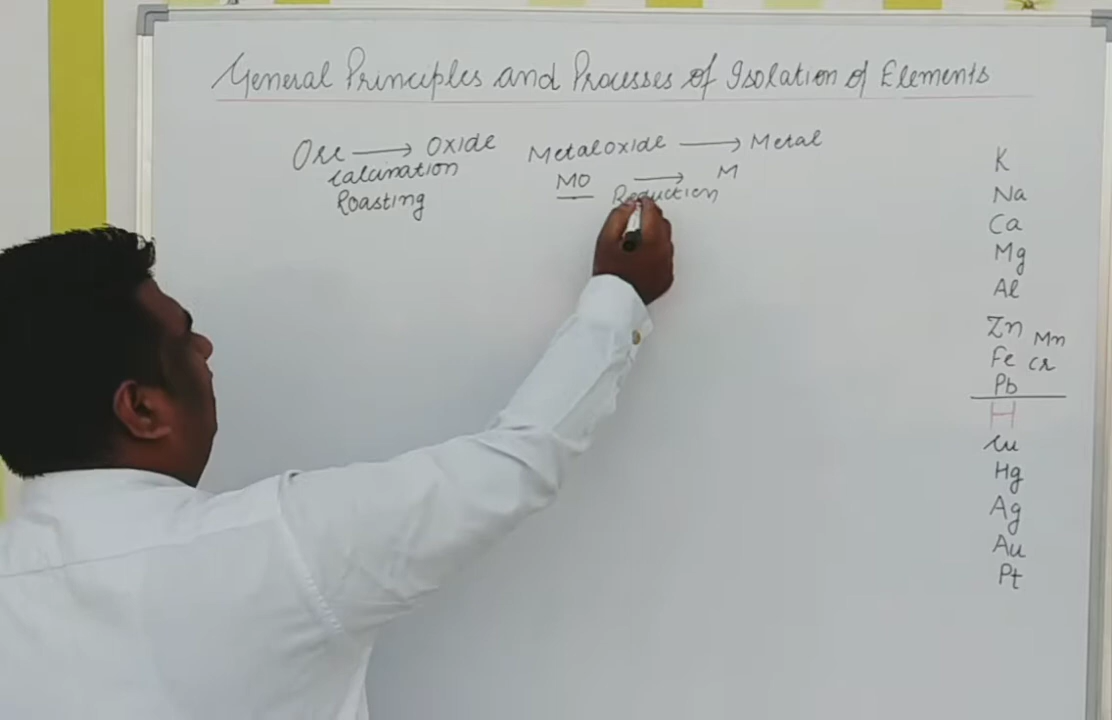 General Principles and Processes of Isolation of Elements
Ore → Oxide
Calcination
Roasting
Metaloxide → Metal
MO → M
Reduction
K
Na
Ca
Mg
Al
Zn Mn
Fe Cr
Pb
H
Cu
Hg
Ag
Au
Pt